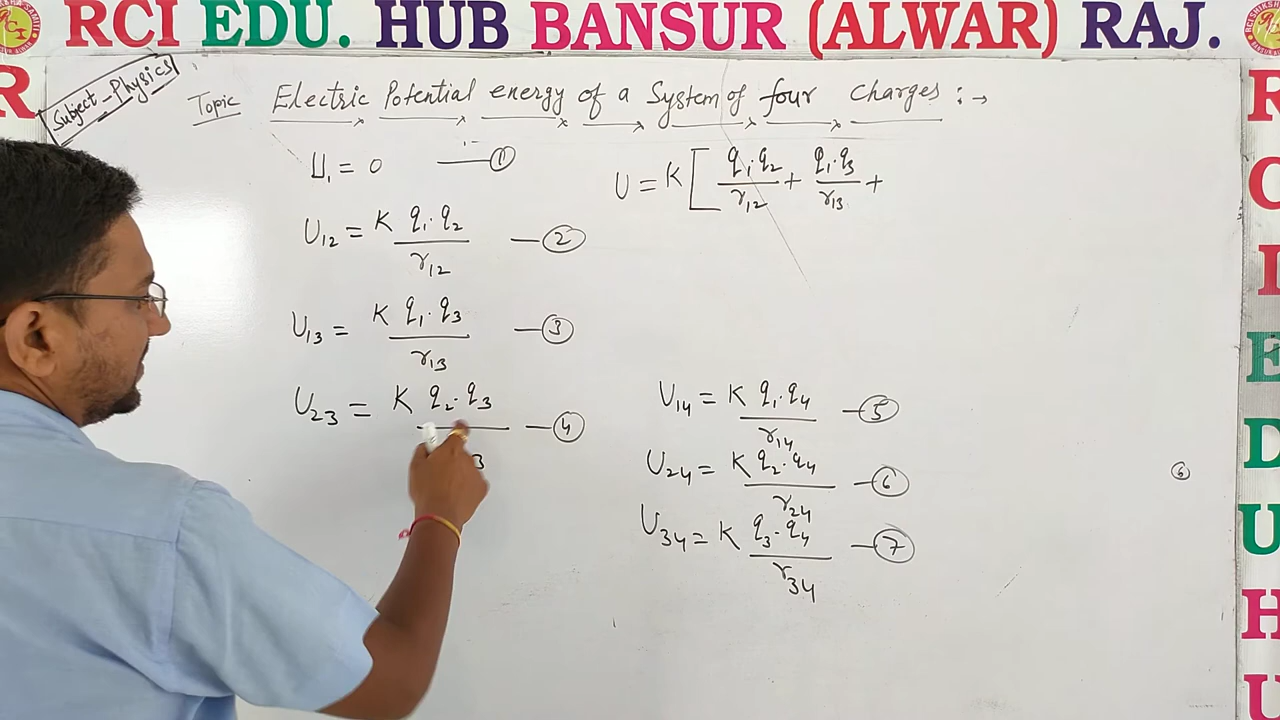 RCI EDU. HUB BANSUR (ALWAR) RAJ.
Subject - Physics
Topic Electric Potential energy of a System of four charges :→
U₁ = 0 —①
U₁₂ = K q₁·q₂ / r₁₂ —②
U₁₃ = K q₁·q₃ / r₁₃ —③
U₂₃ = K q₂·q₃ / 3 —④
U = K [ q₁·q₂ / r₁₂ + q₁·q₃ / r₁₃ +
U₁₄ = K q₁·q₄ / r₁₄ —⑤
U₂₄ = K q₂·q₄ / r₂₄ —⑥
U₃₄ = K q₃·q₄ / r₃₄ —⑦
⑥
R
R
C
I
E
D
U
H
U